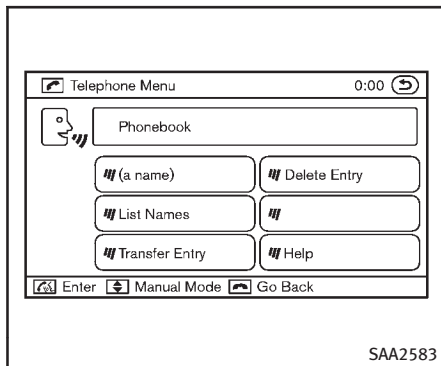 Telephone Menu 0:00
Phonebook
(a name) Delete Entry
List Names
Transfer Entry Help
Enter Manual Mode Go Back
SAA2583